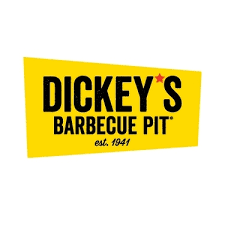 DICKEY'S
BARBECUE PIT®
est. 1941